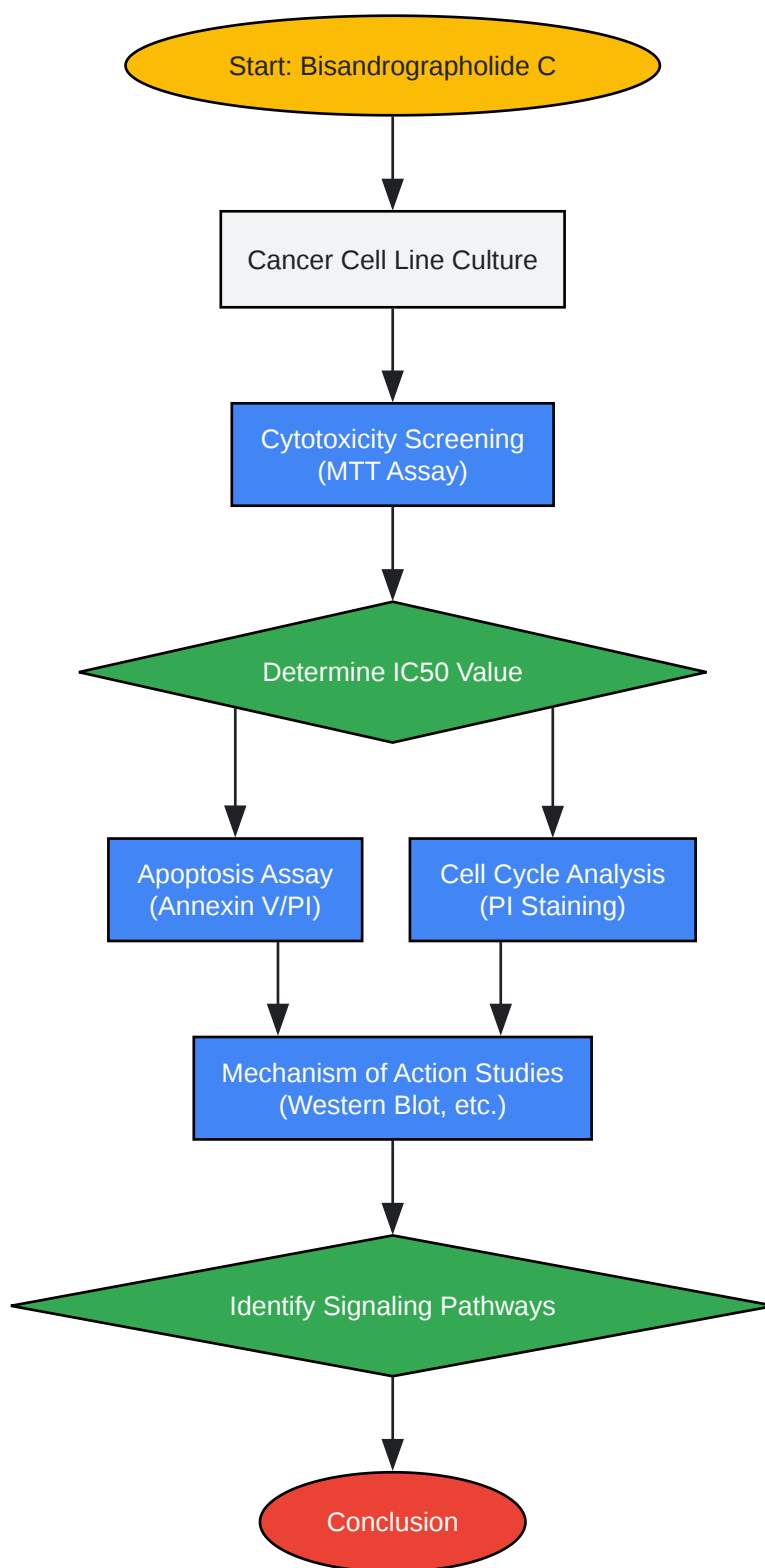 Start: Bisandrographolide C
Cancer Cell Line Culture
Cytotoxicity Screening
(MTT Assay)
Determine IC50 Value
Apoptosis Assay
(Annexin V/PI)
Cell Cycle Analysis
(PI Staining)
Mechanism of Action Studies
(Western Blot, etc.)
Identify Signaling Pathways
Conclusion